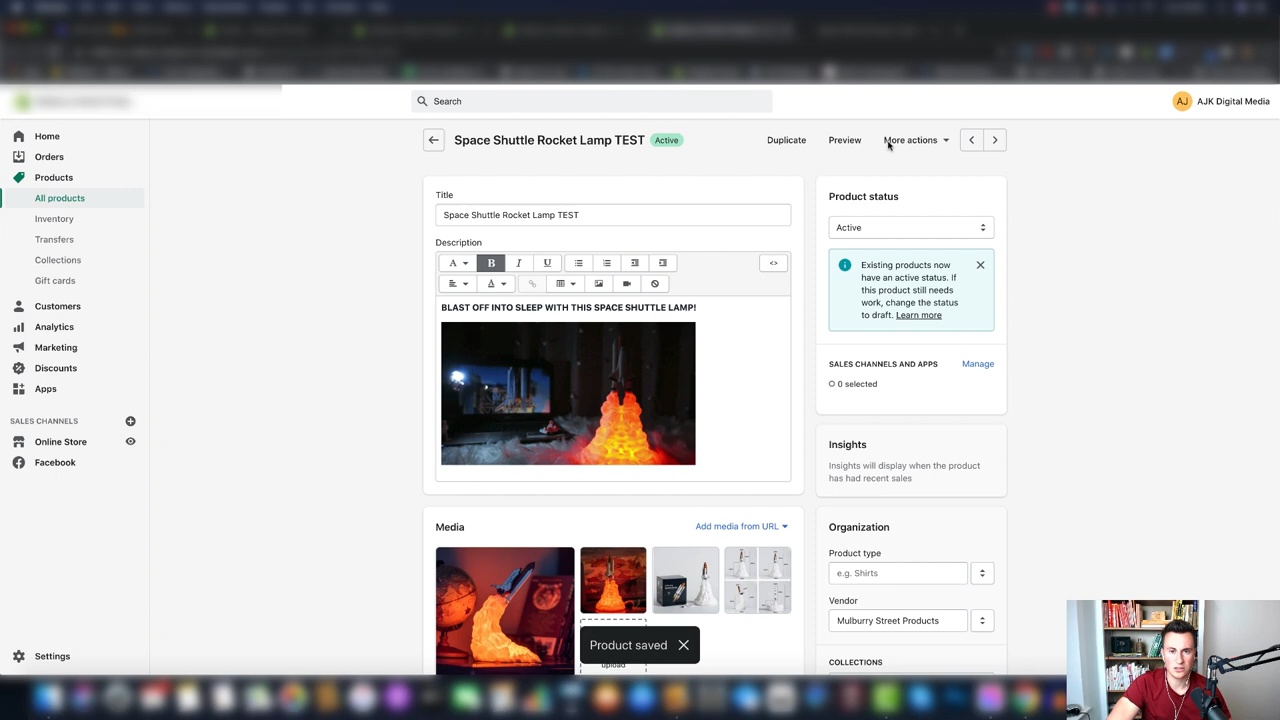 Search
AJ AJK Digital Media
Home
Orders
Products
All products
Inventory
Transfers
Collections
Gift cards
Customers
Analytics
Marketing
Discounts
Apps
SALES CHANNELS
Online Store
Facebook
Settings
Space Shuttle Rocket Lamp TEST Active
Duplicate Preview More actions
Title
Space Shuttle Rocket Lamp TEST
Description
A B I U A <>
BLAST OFF INTO SLEEP WITH THIS SPACE SHUTTLE LAMP!
Media Add media from URL
Product saved
upload
Product status
Active
Existing products now
have an active status. If
this product still needs
work, change the status
to draft. Learn more
SALES CHANNELS AND APPS Manage
0 selected
Insights
Insights will display when the product
has had recent sales
Organization
Product type
e.g. Shirts
Vendor
Mulburry Street Products
COLLECTIONS